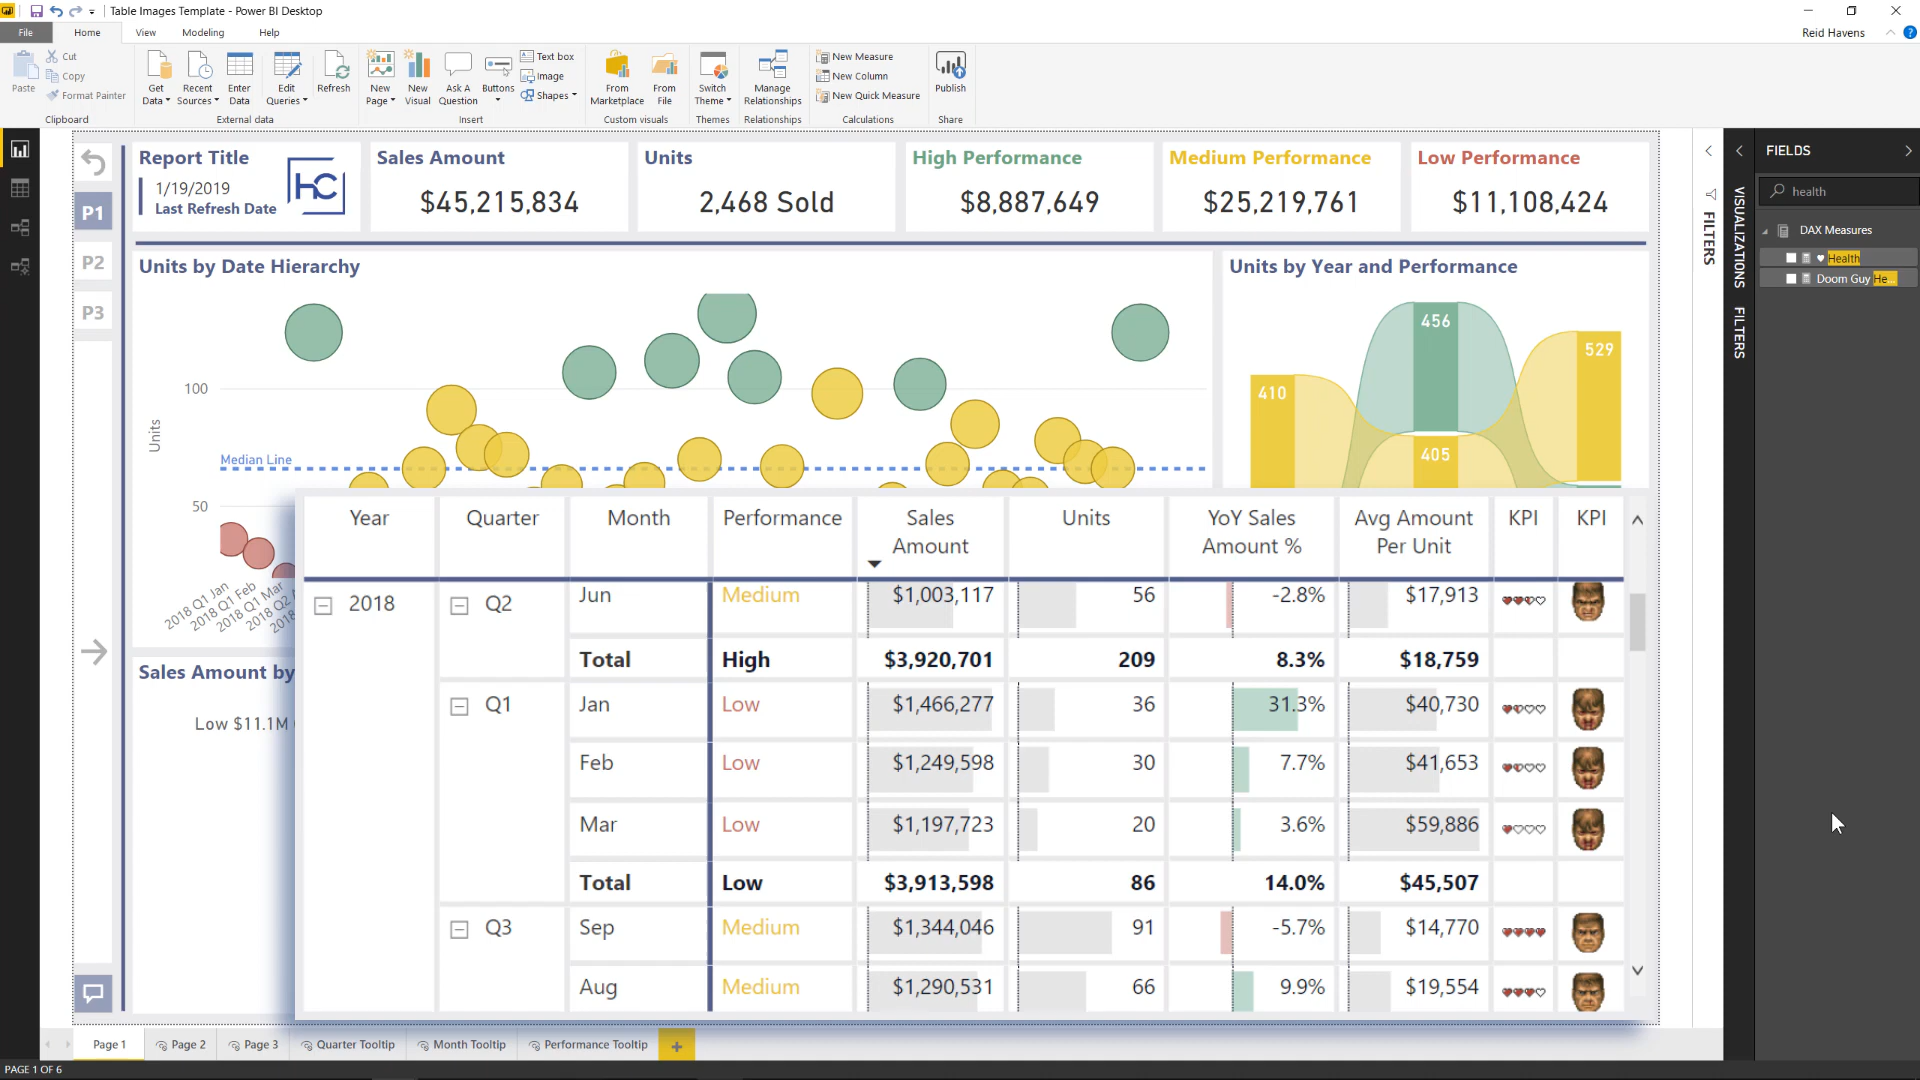 Table Images Template - Power BI Desktop
File
Home
View
Modeling
Help
Reid Havens
?
Paste
Cut
Copy
Format Painter
Get Data
Recent Sources
Enter Data
Edit Queries
Refresh
New Page
New Visual
Ask A Question
Buttons
Text box
Image
Shapes
From Marketplace
From File
Switch Theme
Manage Relationships
New Measure
New Column
New Quick Measure
Publish
Clipboard
External data
Insert
Custom visuals
Themes
Relationships
Calculations
Share
P1
P2
P3
Report Title
1/19/2019
Last Refresh Date
HC
Sales Amount
$45,215,834
Units
2,468 Sold
High Performance
$8,887,649
Medium Performance
$25,219,761
Low Performance
$11,108,424
Units by Date Hierarchy
Units
100
50
Median Line
2018 Q1 Jan
2018 Q1 Feb
2018 Q1 Mar
Units by Year and Performance
410
456
405
529
Sales Amount by
Low $11.1M
Year Quarter Month Performance Sales Amount Units YoY Sales Amount % Avg Amount Per Unit KPI KPI
2018 Q2 Jun Medium $1,003,117 56 -2.8% $17,913
Total High $3,920,701 209 8.3% $18,759
Q1 Jan Low $1,466,277 36 31.3% $40,730
Feb Low $1,249,598 30 7.7% $41,653
Mar Low $1,197,723 20 3.6% $59,886
Total Low $3,913,598 86 14.0% $45,507
Q3 Sep Medium $1,344,046 91 -5.7% $14,770
Aug Medium $1,290,531 66 9.9% $19,554
FILTERS
VISUALIZATIONS
FILTERS
FIELDS
health
DAX Measures
♥ Health
Doom Guy He...
Page 1
Page 2
Page 3
Quarter Tooltip
Month Tooltip
Performance Tooltip
+
PAGE 1 OF 6